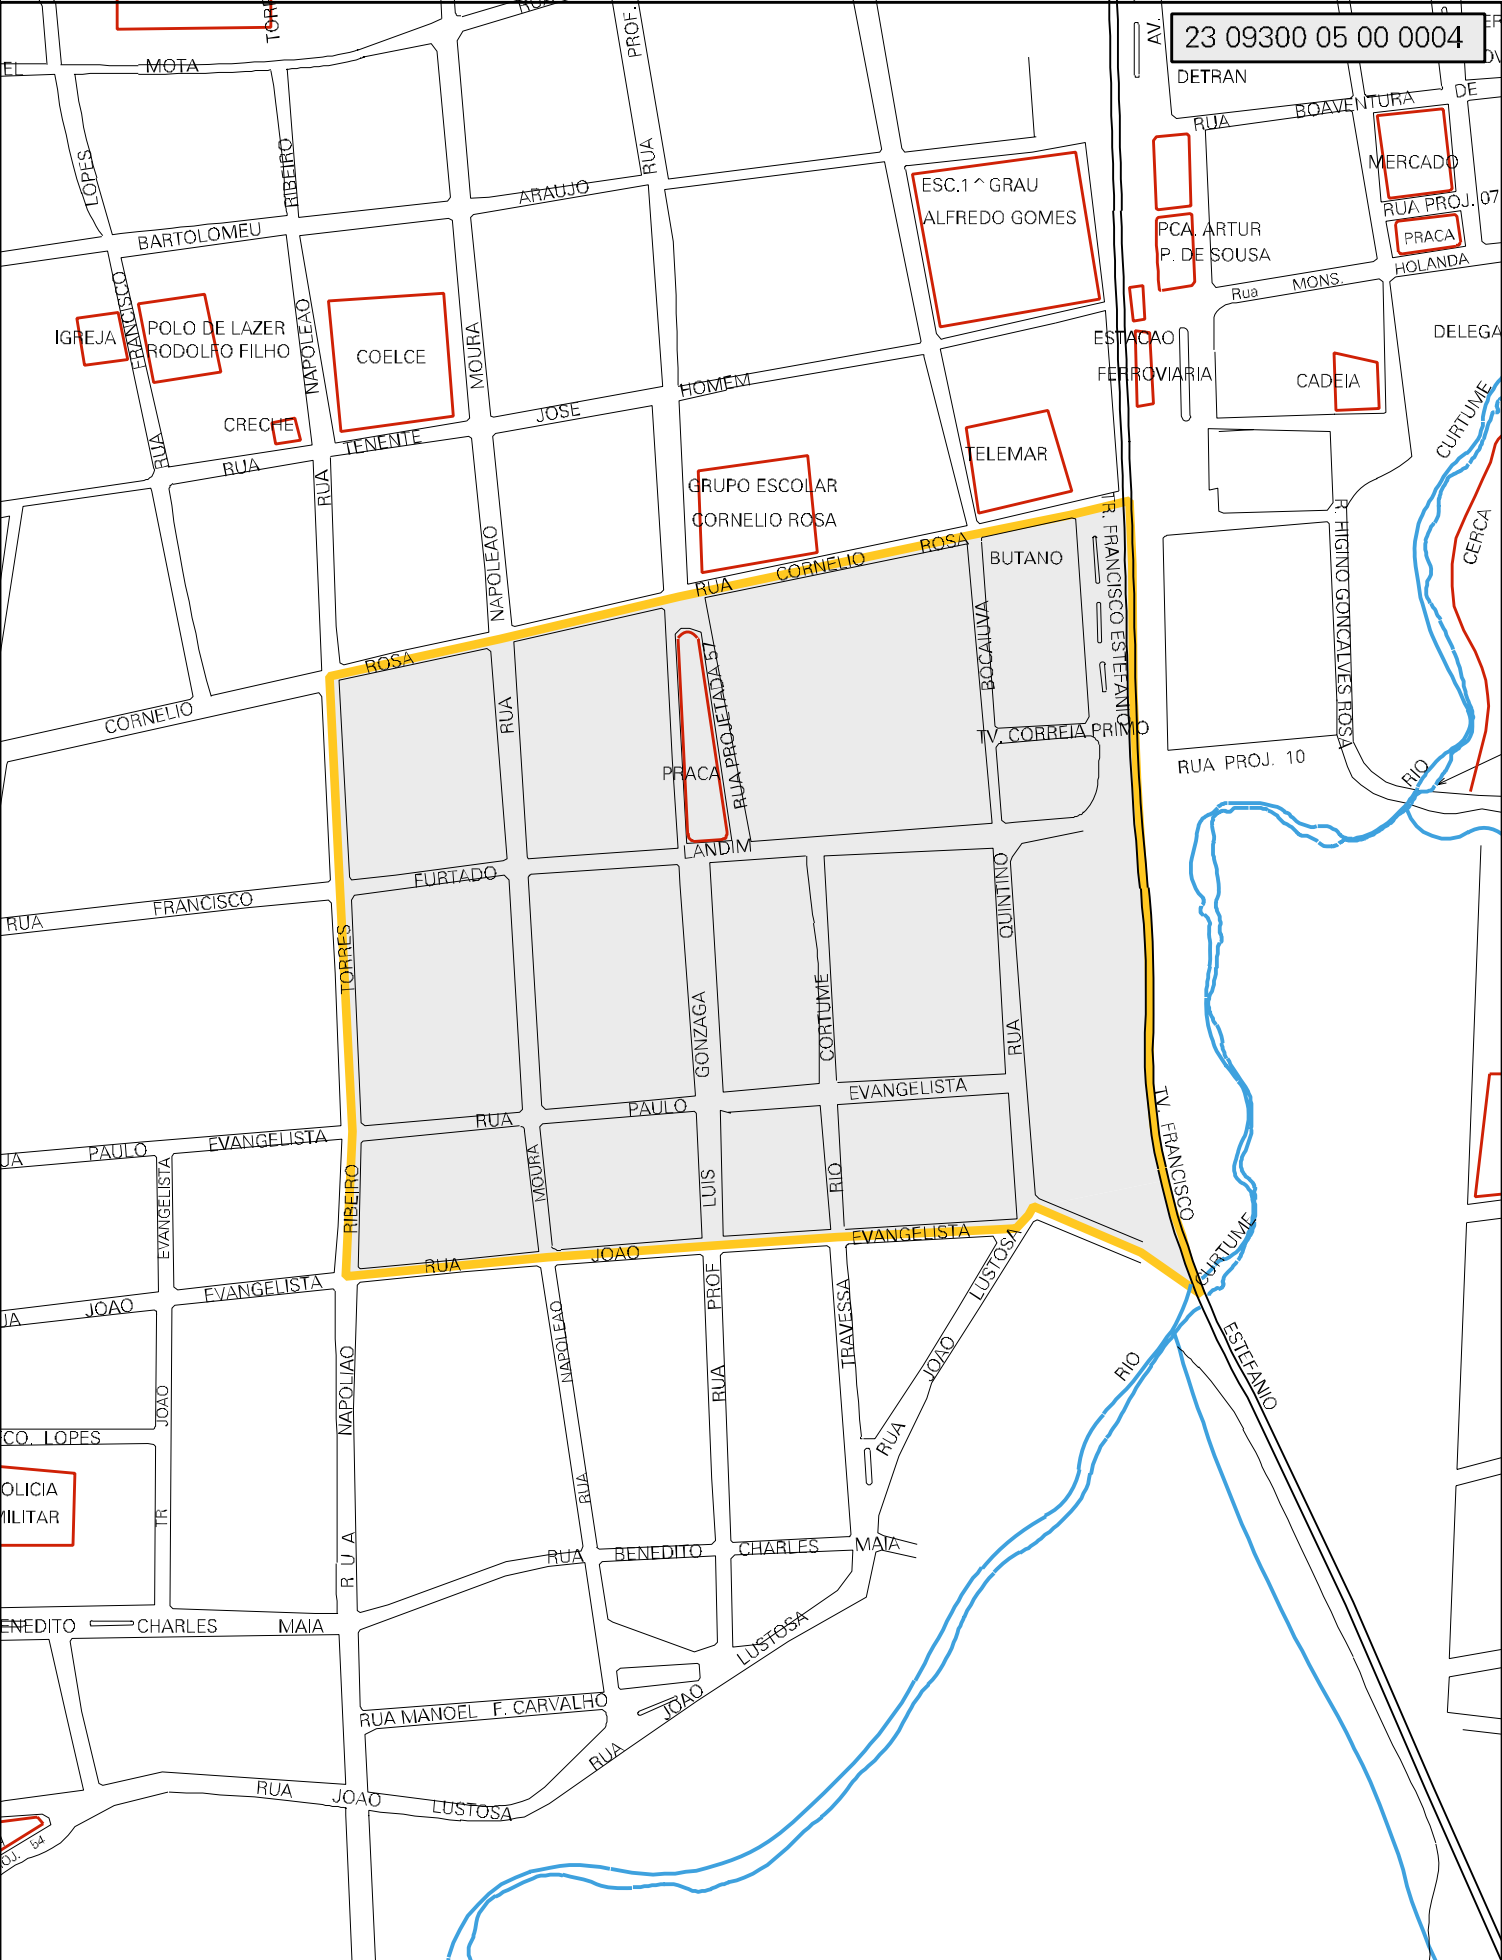 23 09300 05 00 0004
AV.
PROF.
EL
MOTA
DETRAN
DE
BOAVENTURA
RUA
MERCADO
LOPES
RIBEIRO
RUA
ARAUJO
BARTOLOMEU
ESC.1^GRAU
ALFREDO GOMES
RUA PROJ. 07
PRACA
PCA. ARTUR
P. DE SOUSA
HOLANDA
Rua
MONS.
IGREJA
FRANCISCO
POLO DE LAZER
RODOLFO FILHO
NAPOLEAO
COELCE
MOURA
ESTACAO
FERROVIARIA
DELEGA
CADEIA
HOMEM
JOSE
CRECHE
TENENTE
RUA
RUA
RUA
CURTUME
TELEMAR
GRUPO ESCOLAR
CORNELIO ROSA
NAPOLEAO
TR. FRANCISCO ESTEFANIO
R. HIGINO GONCALVES ROSA
CERCA
BUTANO
ROSA
CORNELIO
RUA
BOCAIUVA
ROSA
CORNELIO
RUA
RUA PROJETADA 57
PRACA
TV. CORREIA PRIMO
RUA PROJ. 10
RIO
LANDIM
FURTADO
FRANCISCO
RUA
QUINTINO
TORRES
GONZAGA
CORTUME
RUA
EVANGELISTA
PAULO
RUA
EVANGELISTA
PAULO
UA
EVANGELISTA
RIBEIRO
MOURA
LUIS
RIO
TV. FRANCISCO
EVANGELISTA
JOAO
RUA
EVANGELISTA
JOAO
UA
LUSTOSA
CURTUME
PROF
TRAVESSA
NAPOLEAO
NAPOLIAO
JOAO
RIO
ESTEFANIO
JOAO
RUA
RUA
CO. LOPES
OLICIA
MILITAR
TR
RUA
RUA
RUA
BENEDITO
CHARLES
MAIA
ENEDITO
CHARLES
MAIA
LUSTOSA
JOAO
RUA
RUA MANOEL F. CARVALHO
RUA
JOAO
LUSTOSA
OJ. 54